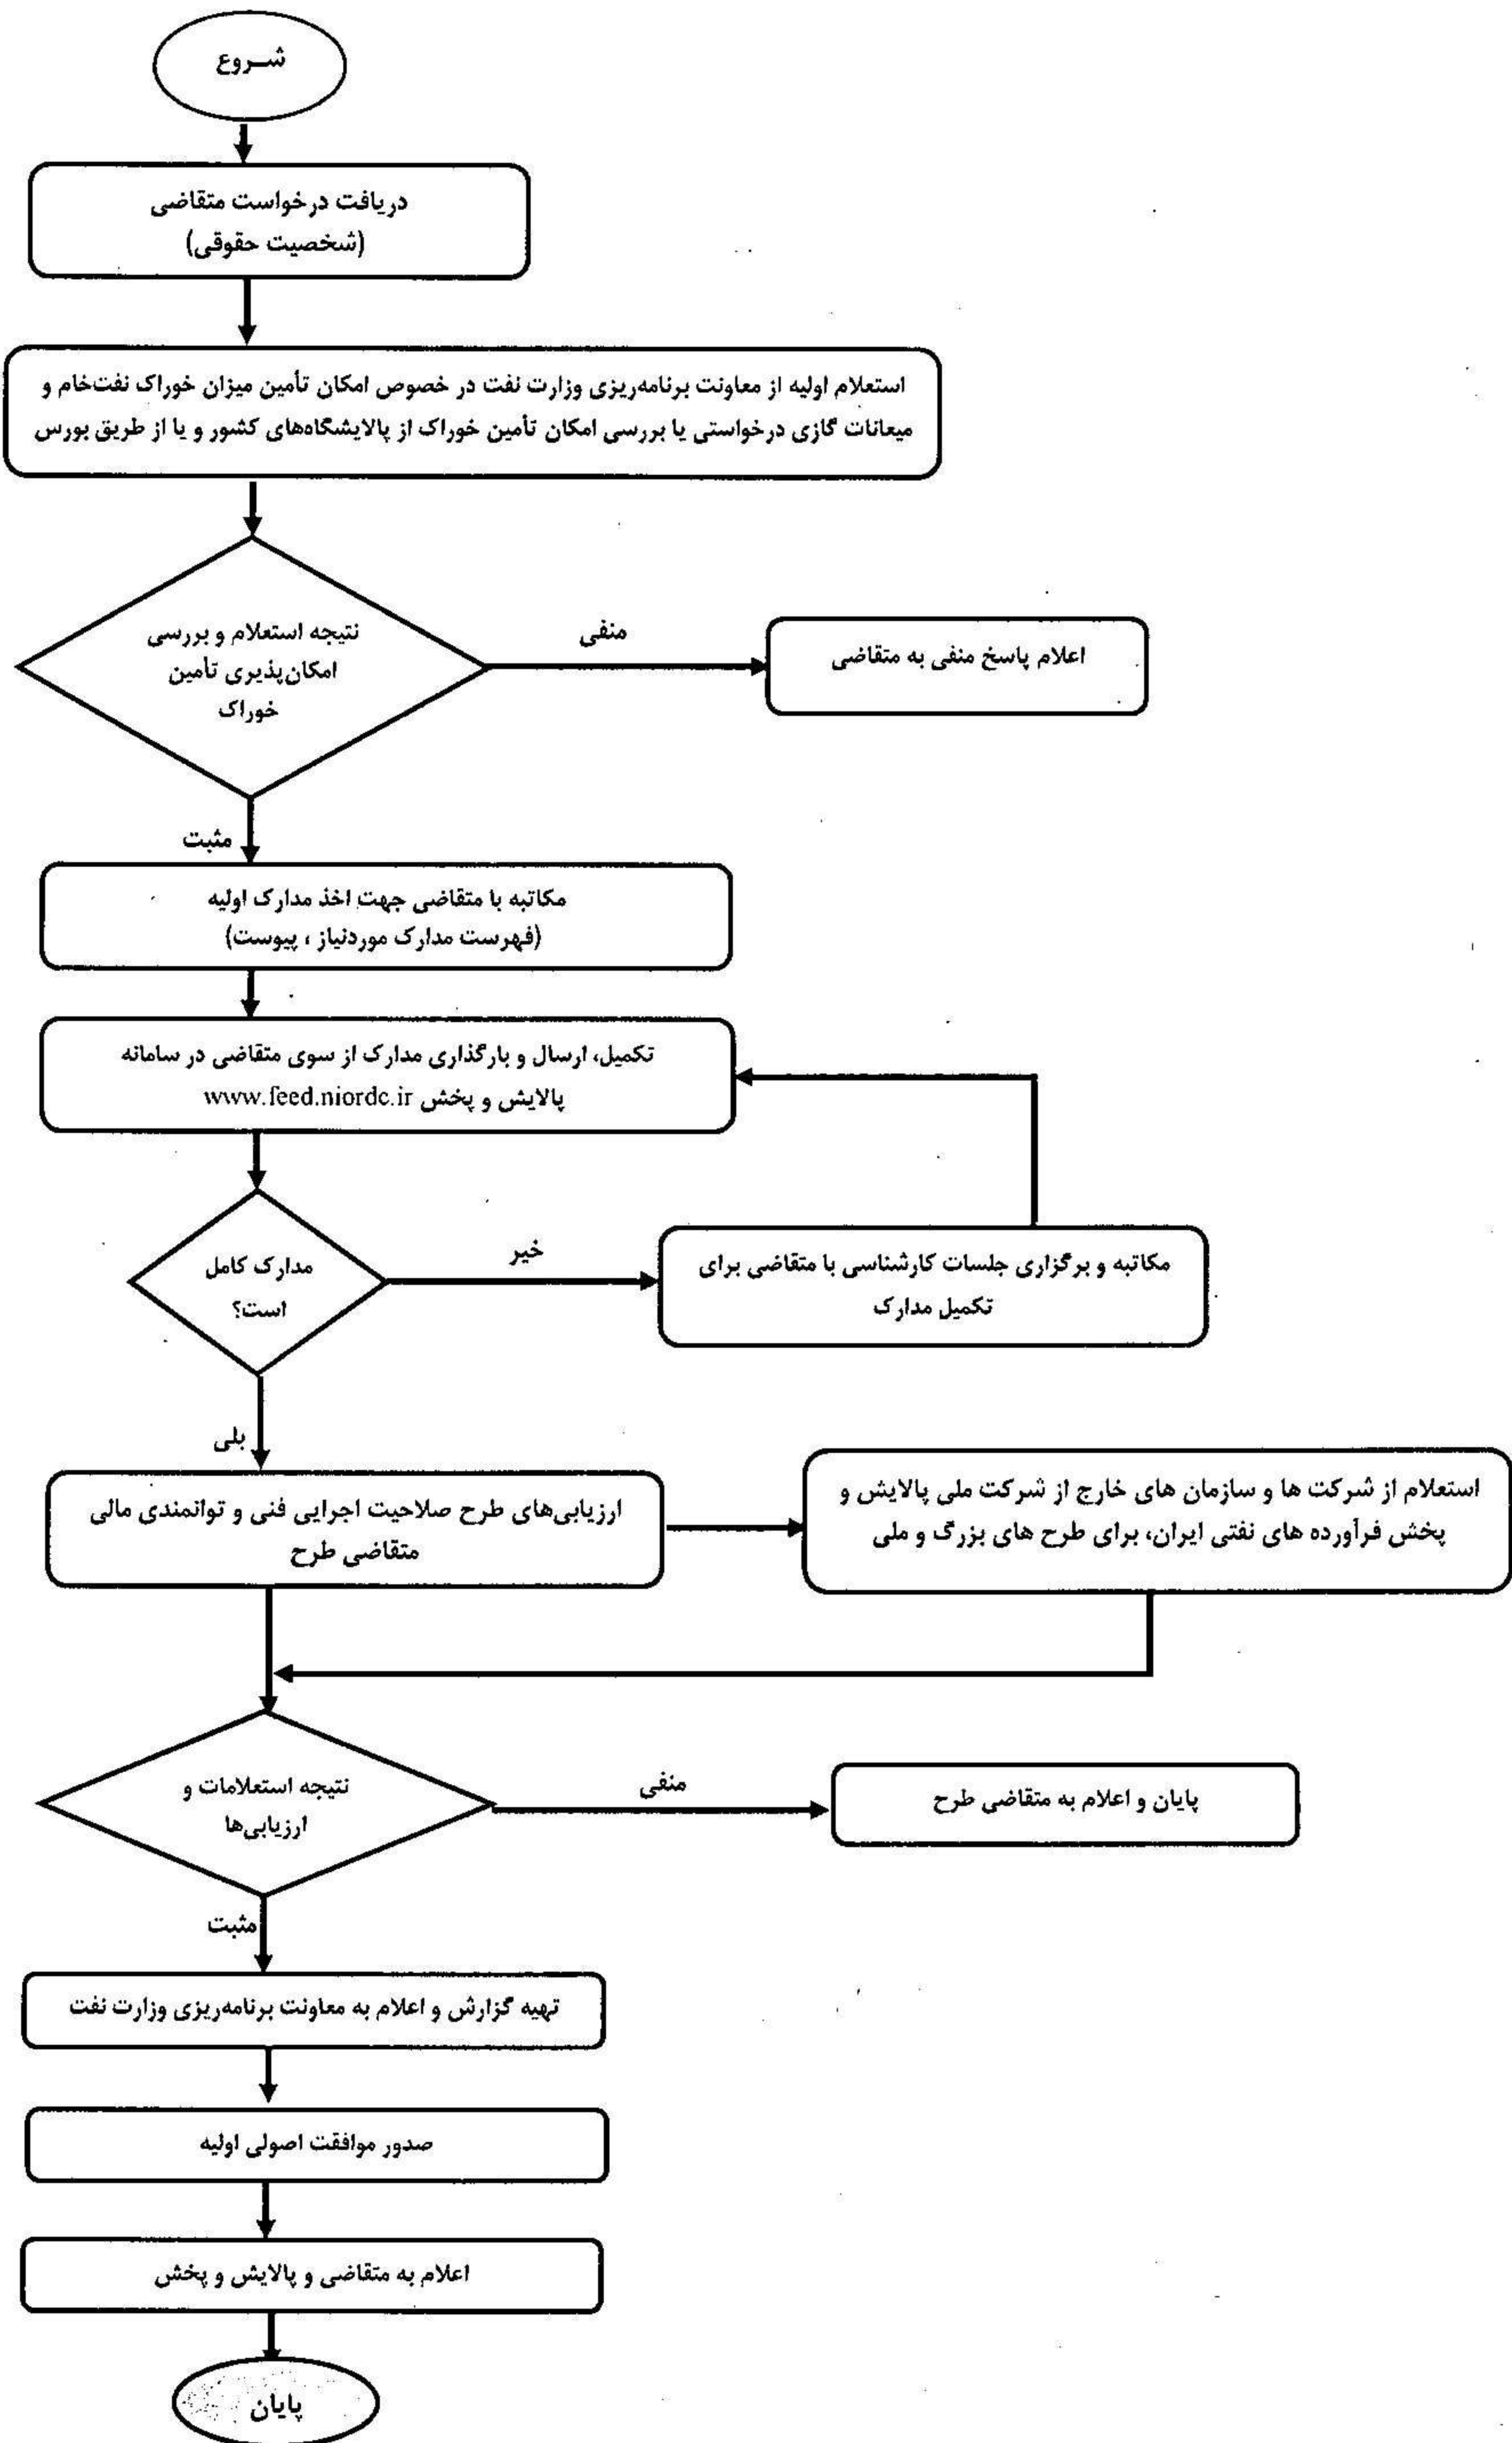 شــروع
دریافت درخواست متقاضی
(شخصیت حقوقی)
استعلام اولیه از معاونت برنامه‌ریزی وزارت نفت در خصوص امکان تأمین میزان خوراک نفت‌خام و
میعانات گازی درخواستی یا بررسی امکان تأمین خوراک از پالایشگاه‌های کشور و یا از طریق بورس
نتیجه استعلام و بررسی
امکان‌پذیری تأمین
خوراک
منفی
اعلام پاسخ منفی به متقاضی
مثبت
مکاتبه با متقاضی جهت اخذ مدارک اولیه
(فهرست مدارک موردنیاز ، پیوست)
تکمیل، ارسال و بارگذاری مدارک از سوی متقاضی در سامانه
پالایش و پخش www.feed.niordc.ir
مدارک کامل
است؟
خیر
مکاتبه و برگزاری جلسات کارشناسی با متقاضی برای
تکمیل مدارک
بلی
ارزیابی‌های طرح صلاحیت اجرایی فنی و توانمندی مالی
متقاضی طرح
استعلام از شرکت ها و سازمان های خارج از شرکت ملی پالایش و
پخش فرآورده های نفتی ایران، برای طرح های بزرگ و ملی
نتیجه استعلامات و
ارزیابی‌ها
منفی
پایان و اعلام به متقاضی طرح
مثبت
تهیه گزارش و اعلام به معاونت برنامه‌ریزی وزارت نفت
صدور موافقت اصولی اولیه
اعلام به متقاضی و پالایش و پخش
پایان